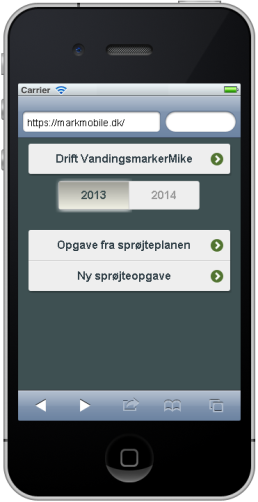 Carrier
https://markmobile.dk/
Drift VandingsmarkerMike
2013 2014
Opgave fra sprøjteplanen
Ny sprøjteopgave